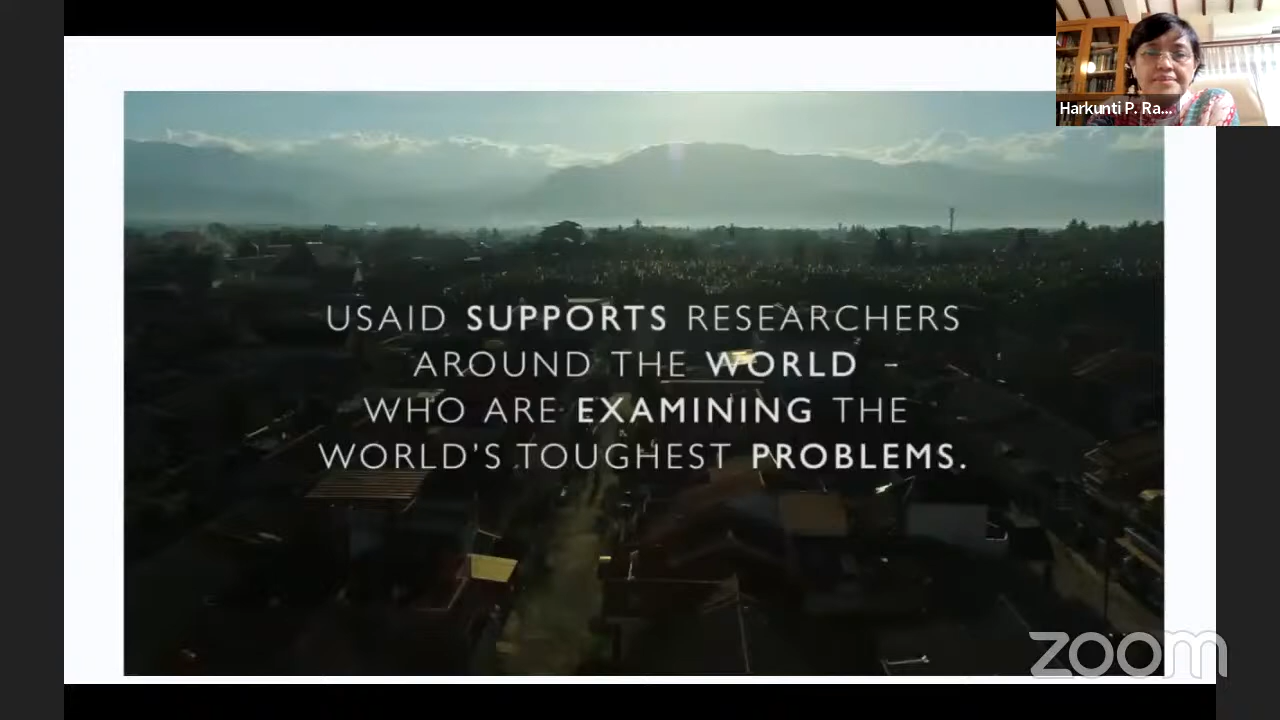 Harkunti P. Ra...
USAID SUPPORTS RESEARCHERS
AROUND THE WORLD –
WHO ARE EXAMINING THE
WORLD'S TOUGHEST PROBLEMS.
zoom